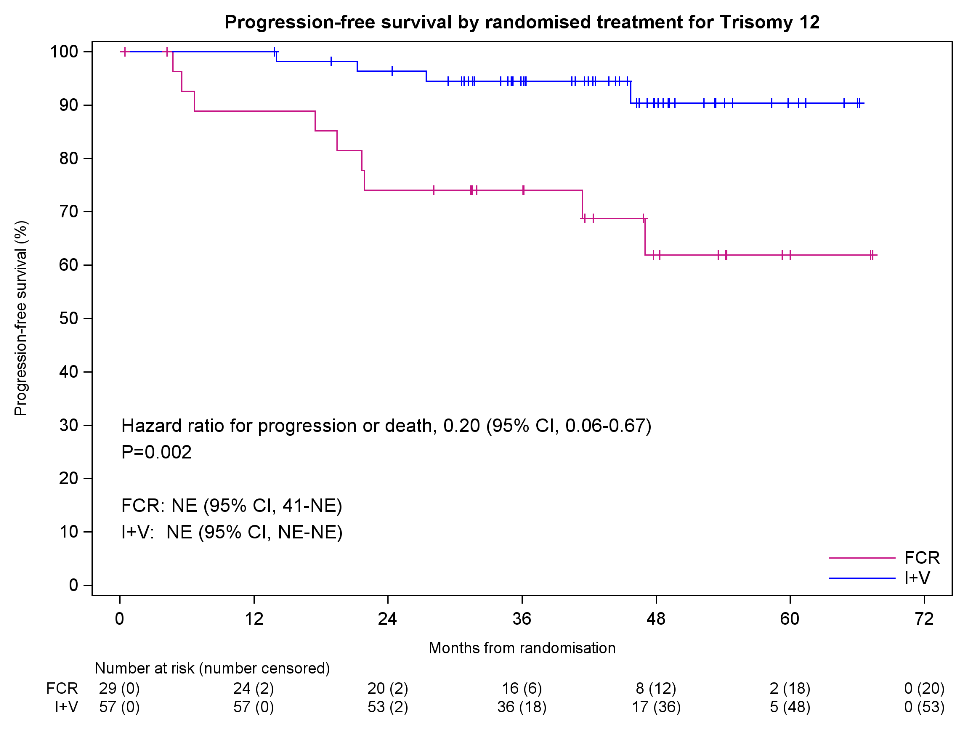 Progression-free survival by randomised treatment for Trisomy 12
100
90
80
70
60
50
40
30
20
10
0
Progression-free survival (%)
Hazard ratio for progression or death, 0.20 (95% CI, 0.06-0.67)
P=0.002
FCR: NE (95% CI, 41-NE)
I+V: NE (95% CI, NE-NE)
FCR
I+V
0 12 24 36 48 60 72
Months from randomisation
Number at risk (number censored)
FCR 29 (0) 24 (2) 20 (2) 16 (6) 8 (12) 2 (18) 0 (20)
I+V 57 (0) 57 (0) 53 (2) 36 (18) 17 (36) 5 (48) 0 (53)